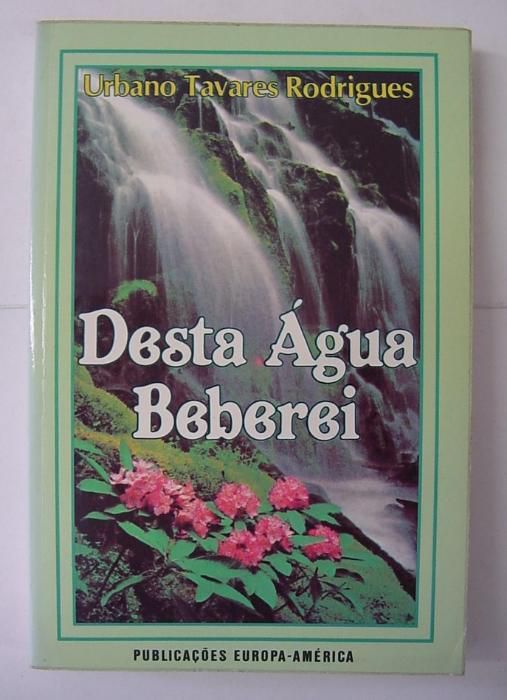 Urbano Tavares Rodrigues
Desta Água
Beberei
PUBLICAÇÕES EUROPA-AMÉRICA